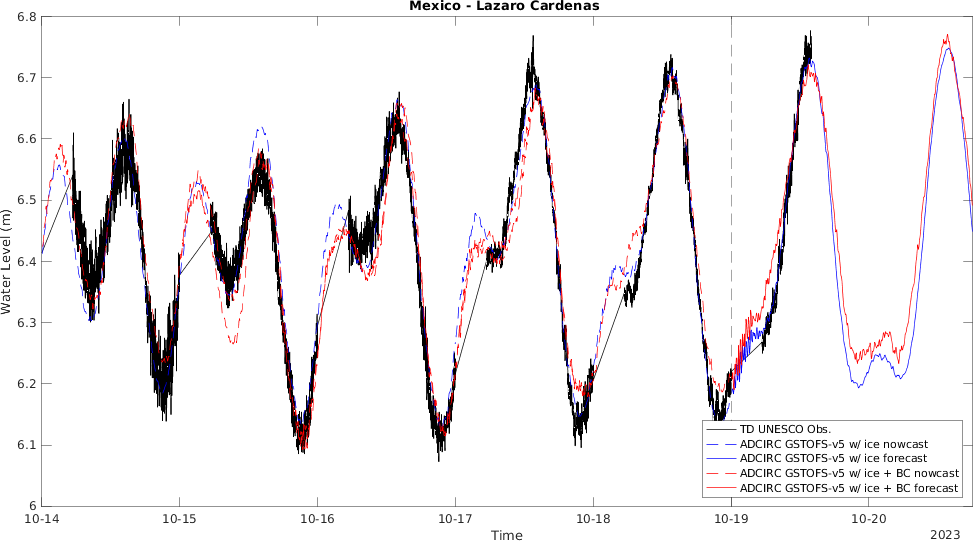 Mexico - Lazaro Cardenas
6.8
6.7
6.6
6.5
6.4
6.3
6.2
6.1
6
Water Level (m)
TD UNESCO Obs.
ADCIRC GSTOFS-v5 w/ ice nowcast
ADCIRC GSTOFS-v5 w/ ice forecast
ADCIRC GSTOFS-v5 w/ ice + BC nowcast
ADCIRC GSTOFS-v5 w/ ice + BC forecast
10-14 10-15 10-16 10-17 10-18 10-19 10-20
Time
2023